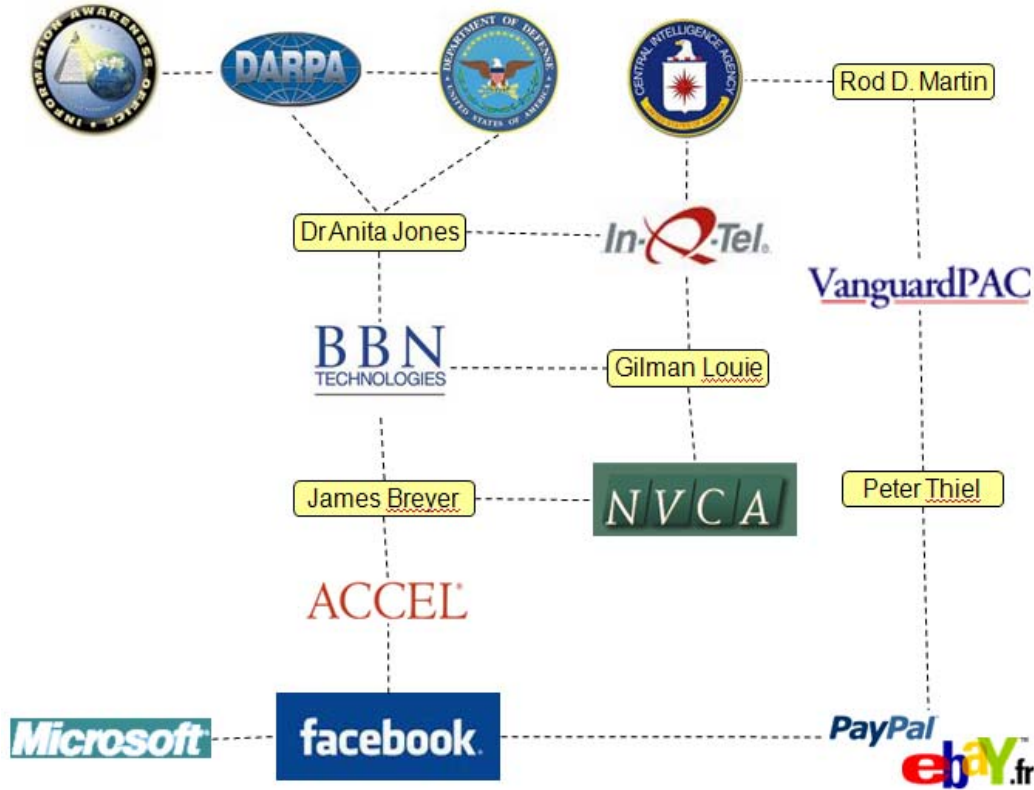 INFORMATION AWARENESS OFFICE
DARPA
DEPARTMENT OF DEFENSE
UNITED STATES OF AMERICA
CENTRAL INTELLIGENCE AGENCY
UNITED STATES OF AMERICA
Rod D. Martin
Dr Anita Jones
In-Q-Tel®
VanguardPAC
BBN
TECHNOLOGIES
Gilman Louie
James Breyer
NVCA
Peter Thiel
ACCEL®
Microsoft
facebook.
PayPal
ebaY.fr